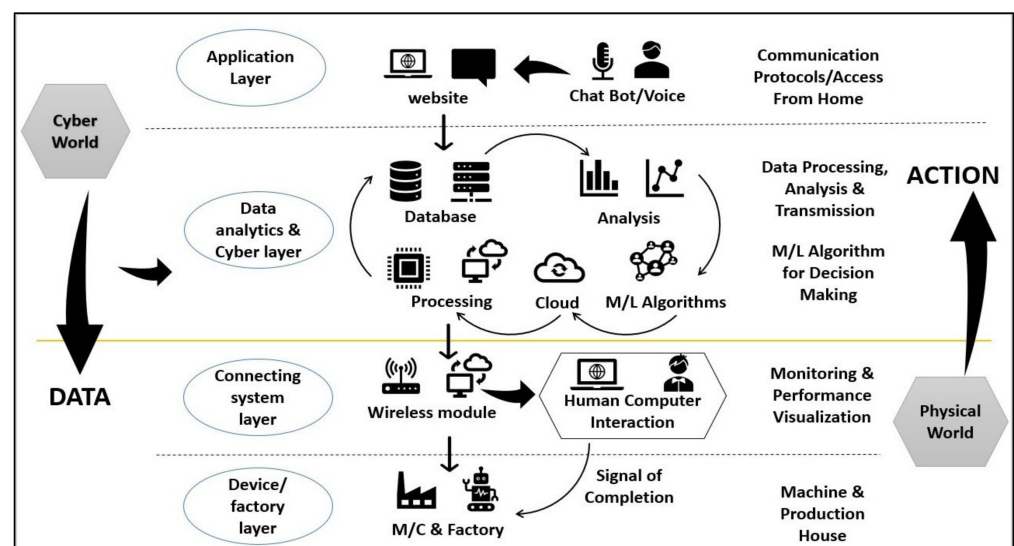 Application
Layer
website
Chat Bot/Voice
Communication
Protocols/Access
From Home
Cyber
World
Database
Analysis
Data Processing,
Analysis &
Transmission
ACTION
Data
analytics &
Cyber layer
Processing
Cloud
M/L Algorithms
M/L Algorithm
for Decision
Making
DATA
Connecting
system
layer
Wireless module
Human Computer
Interaction
Monitoring &
Performance
Visualization
Physical
World
Device/
factory
layer
M/C & Factory
Signal of
Completion
Machine &
Production
House